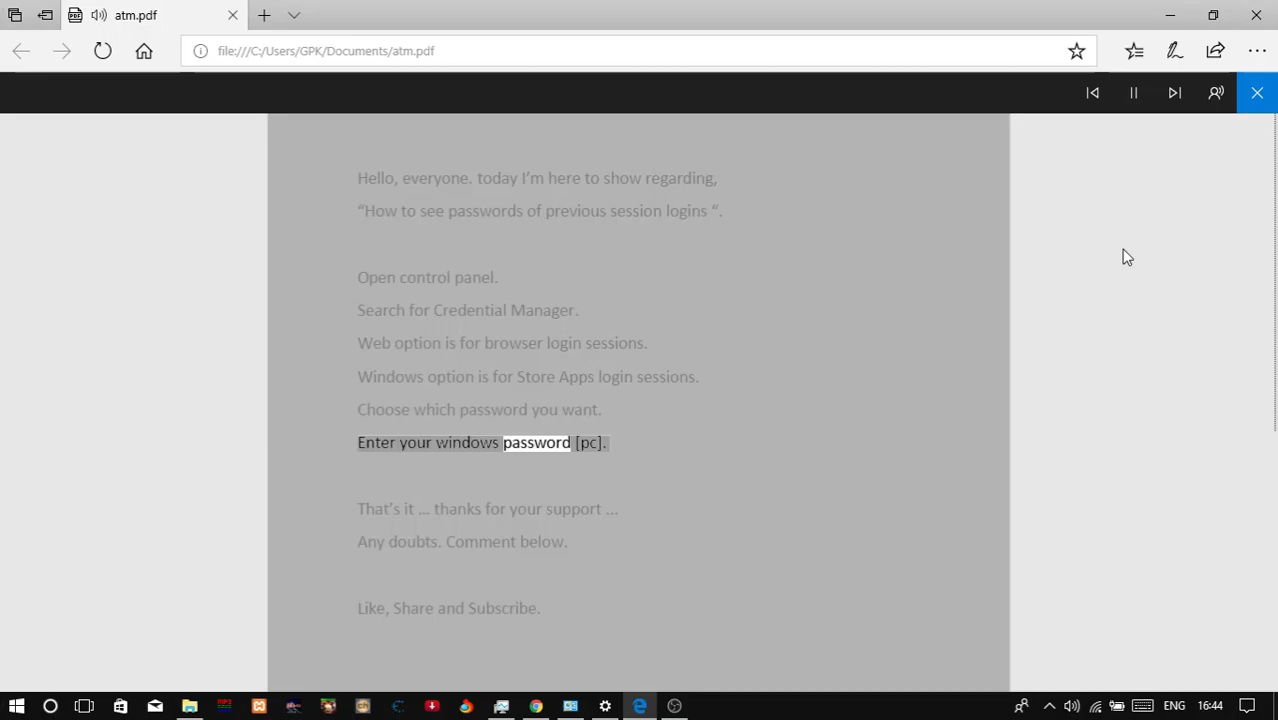 atm.pdf
file:///C:/Users/GPK/Documents/atm.pdf
Hello, everyone. today I’m here to show regarding,
“How to see passwords of previous session logins “.
Open control panel.
Search for Credential Manager.
Web option is for browser login sessions.
Windows option is for Store Apps login sessions.
Choose which password you want.
Enter your windows password [pc].
That’s it ... thanks for your support ...
Any doubts. Comment below.
Like, Share and Subscribe.
ENG 16:44